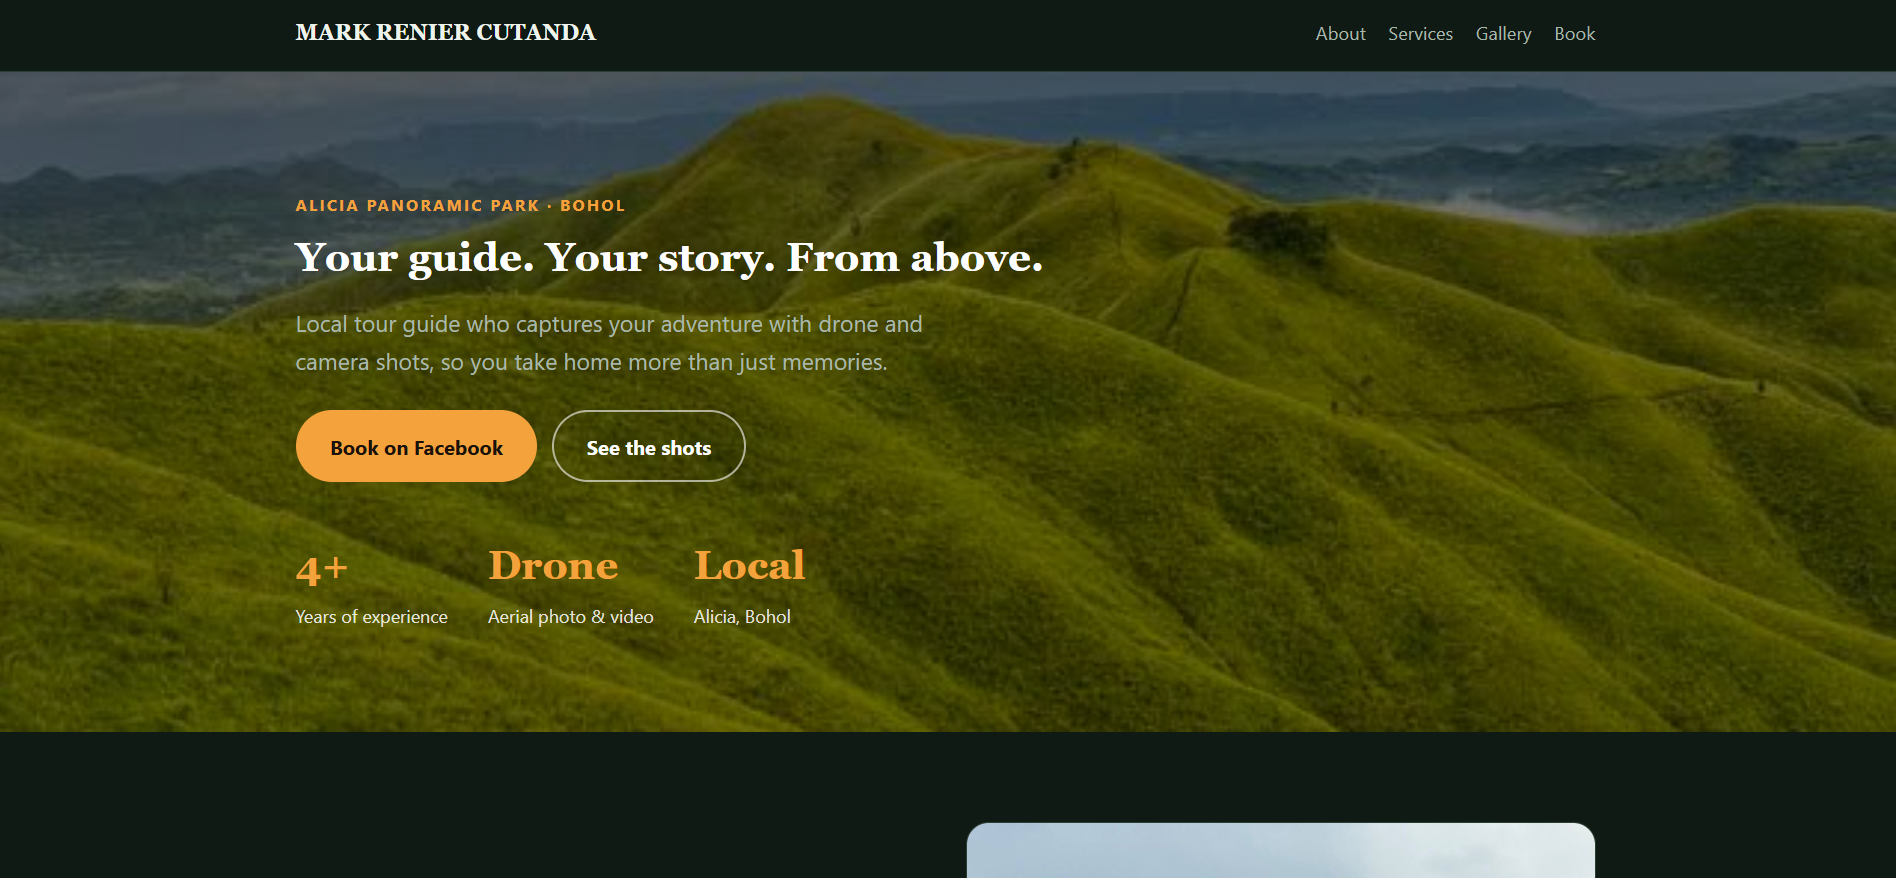 MARK RENIER CUTANDA
About Services Gallery Book
ALICIA PANORAMIC PARK · BOHOL
Your guide. Your story. From above.
Local tour guide who captures your adventure with drone and
camera shots, so you take home more than just memories.
Book on Facebook
See the shots
4+
Years of experience
Drone
Aerial photo & video
Local
Alicia, Bohol